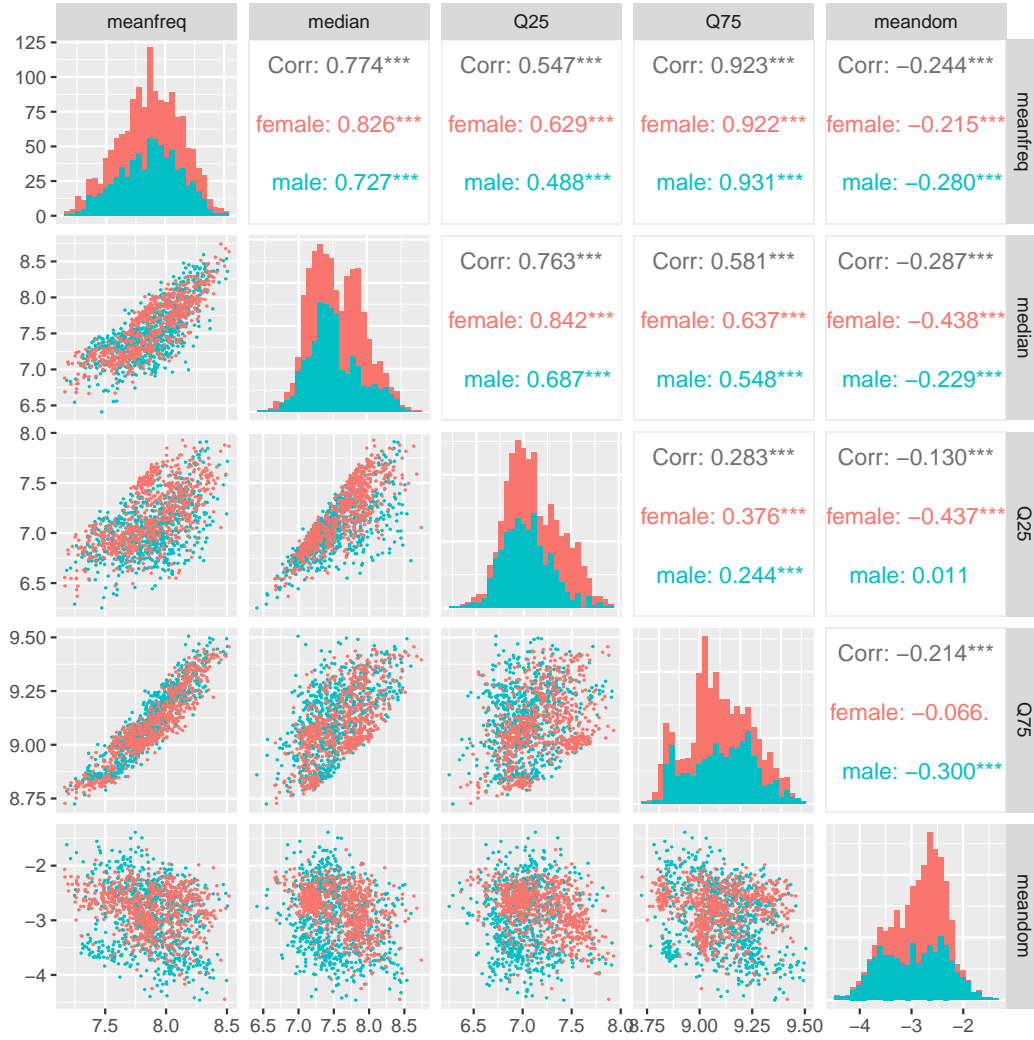 meanfreq median Q25 Q75 meandom
125
100
75
50
25
0
Corr: 0.774*** Corr: 0.547*** Corr: 0.923*** Corr: −0.244***
female: 0.826*** female: 0.629*** female: 0.922*** female: −0.215***
male: 0.727*** male: 0.488*** male: 0.931*** male: −0.280***
meanfreq
8.5
8.0
7.5
7.0
6.5
Corr: 0.763*** Corr: 0.581*** Corr: −0.287***
female: 0.842*** female: 0.637*** female: −0.438***
male: 0.687*** male: 0.548*** male: −0.229***
median
8.0
7.5
7.0
6.5
Corr: 0.283*** Corr: −0.130***
female: 0.376*** female: −0.437***
male: 0.244*** male: 0.011
Q25
9.50
9.25
9.00
8.75
Corr: −0.214***
female: −0.066.
male: −0.300***
Q75
−2
−3
−4
meandom
7.5 8.0 8.5 6.5 7.0 7.5 8.0 8.5 6.5 7.0 7.5 8.0 8.75 9.00 9.25 9.50 −4 −3 −2